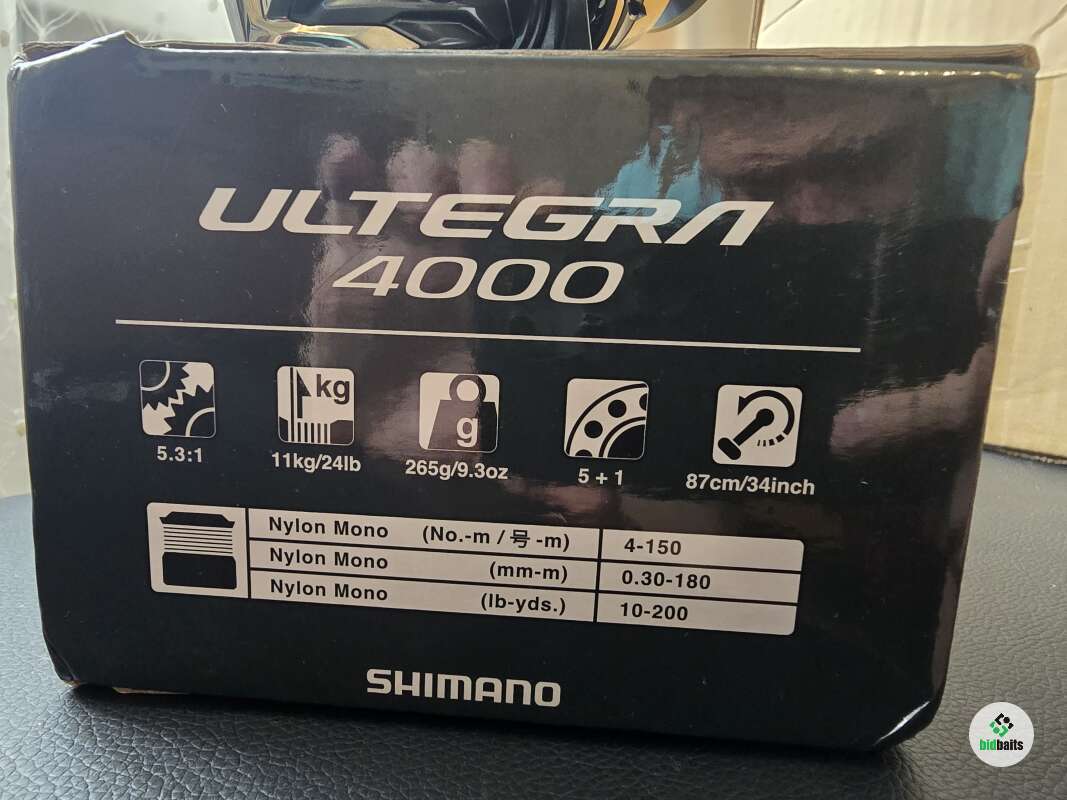 ULTEGRA
4000
kg
g
5.3:1
11kg/24lb
265g/9.3oz
5 + 1
87cm/34inch
Nylon Mono (No.-m / 号 -m) 4-150
Nylon Mono (mm-m) 0.30-180
Nylon Mono (lb-yds.) 10-200
SHIMANO
bidbaits